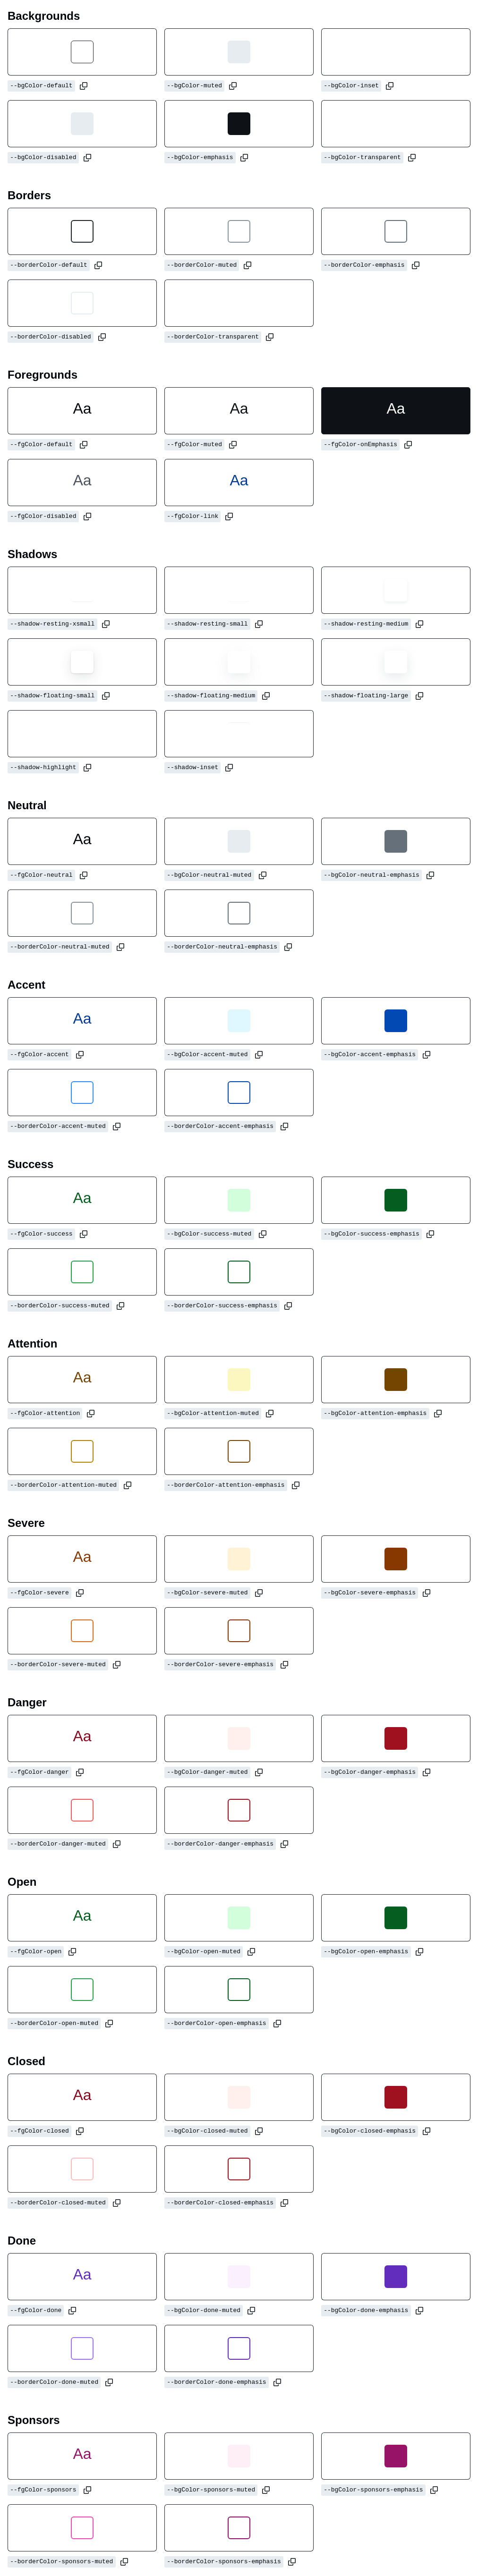 Backgrounds
--bgColor-default --bgColor-muted --bgColor-inset
--bgColor-disabled --bgColor-emphasis --bgColor-transparent
Borders
--borderColor-default --borderColor-muted --borderColor-emphasis
--borderColor-disabled --borderColor-transparent
Foregrounds
Aa Aa Aa
--fgColor-default --fgColor-muted --fgColor-onEmphasis
Aa Aa
--fgColor-disabled --fgColor-link
Shadows
--shadow-resting-xsmall --shadow-resting-small --shadow-resting-medium
--shadow-floating-small --shadow-floating-medium --shadow-floating-large
--shadow-highlight --shadow-inset
Neutral
Aa
--fgColor-neutral --bgColor-neutral-muted --bgColor-neutral-emphasis
--borderColor-neutral-muted --borderColor-neutral-emphasis
Accent
Aa
--fgColor-accent --bgColor-accent-muted --bgColor-accent-emphasis
--borderColor-accent-muted --borderColor-accent-emphasis
Success
Aa
--fgColor-success --bgColor-success-muted --bgColor-success-emphasis
--borderColor-success-muted --borderColor-success-emphasis
Attention
Aa
--fgColor-attention --bgColor-attention-muted --bgColor-attention-emphasis
--borderColor-attention-muted --borderColor-attention-emphasis
Severe
Aa
--fgColor-severe --bgColor-severe-muted --bgColor-severe-emphasis
--borderColor-severe-muted --borderColor-severe-emphasis
Danger
Aa
--fgColor-danger --bgColor-danger-muted --bgColor-danger-emphasis
--borderColor-danger-muted --borderColor-danger-emphasis
Open
Aa
--fgColor-open --bgColor-open-muted --bgColor-open-emphasis
--borderColor-open-muted --borderColor-open-emphasis
Closed
Aa
--fgColor-closed --bgColor-closed-muted --bgColor-closed-emphasis
--borderColor-closed-muted --borderColor-closed-emphasis
Done
Aa
--fgColor-done --bgColor-done-muted --bgColor-done-emphasis
--borderColor-done-muted --borderColor-done-emphasis
Sponsors
Aa
--fgColor-sponsors --bgColor-sponsors-muted --bgColor-sponsors-emphasis
--borderColor-sponsors-muted --borderColor-sponsors-emphasis